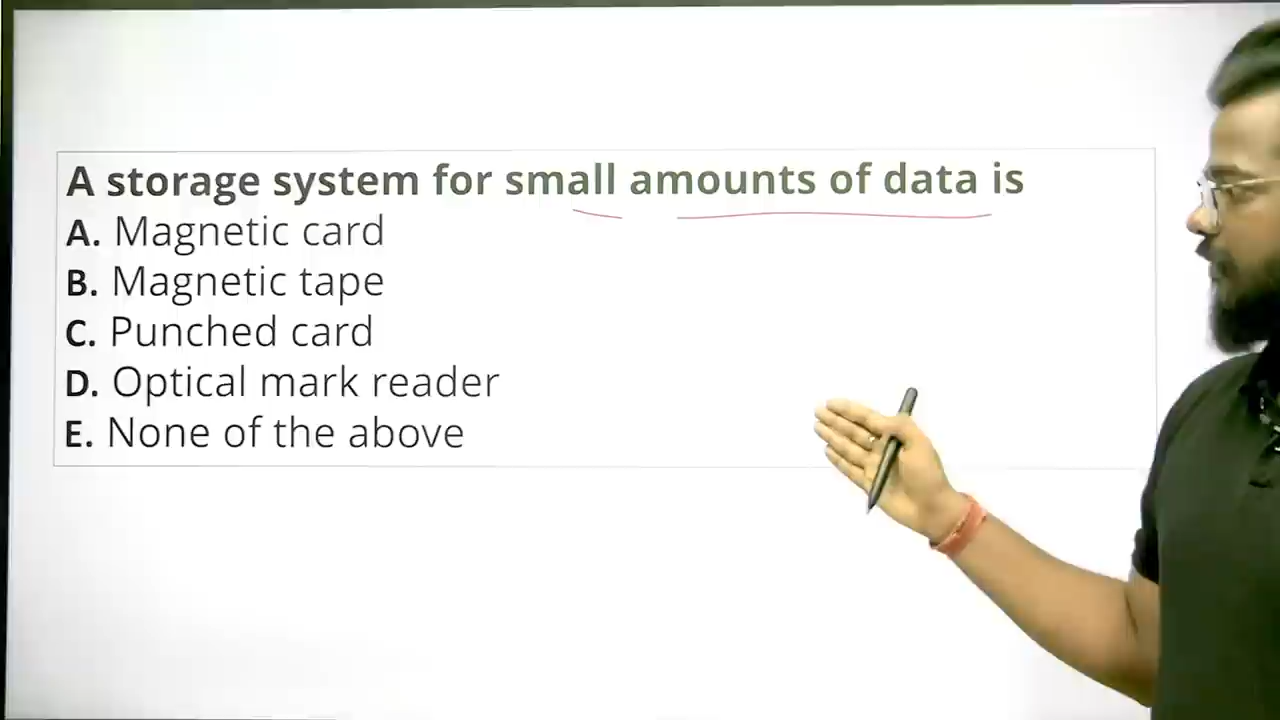 A storage system for small amounts of data is
A. Magnetic card
B. Magnetic tape
C. Punched card
D. Optical mark reader
E. None of the above